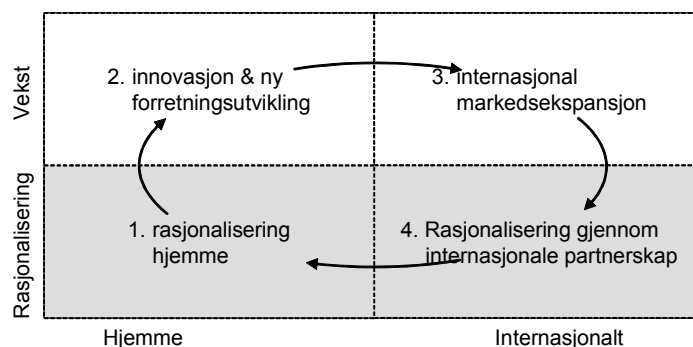 Vekst
2. innovasjon & ny
forretningsutvikling
3. internasjonal
markedsekspansjon
Rasjonalisering
1. rasjonalisering
hjemme
4. Rasjonalisering gjennom
internasjonale partnerskap
Hjemme
Internasjonalt